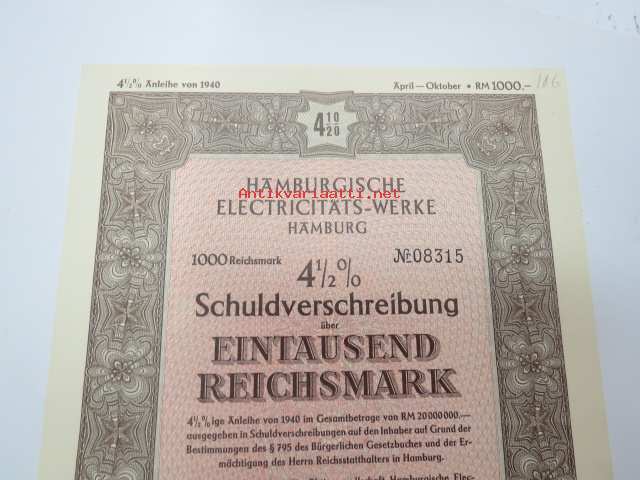 4½% Anleihe von 1940
April — Oktober • RM 1000.—
4 10/20
HAMBURGISCHE
Antikvariaatti.net
ELECTRICITÄTS-WERKE
HAMBURG
1000 Reichsmark 4½% № 08315
Schuldverschreibung
über
EINTAUSEND
REICHSMARK
4½%ige Anleihe von 1940 im Gesamtbetrage von RM 20 000 000.—
ausgegeben in Schuldverschreibungen auf den Inhaber auf Grund der
Bestimmungen des § 795 des Bürgerlichen Gesetzbuches und der Er-
mächtigung des Herrn Reichsstatthalters in Hamburg.